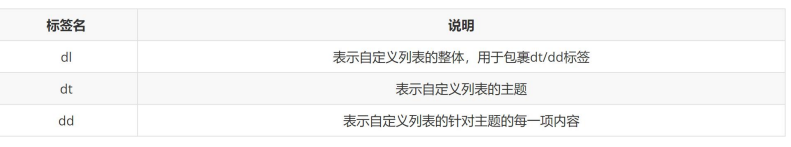 标签名 说明
dl 表示自定义列表的整体，用于包裹dt/dd标签
dt 表示自定义列表的主题
dd 表示自定义列表的针对主题的每一项内容